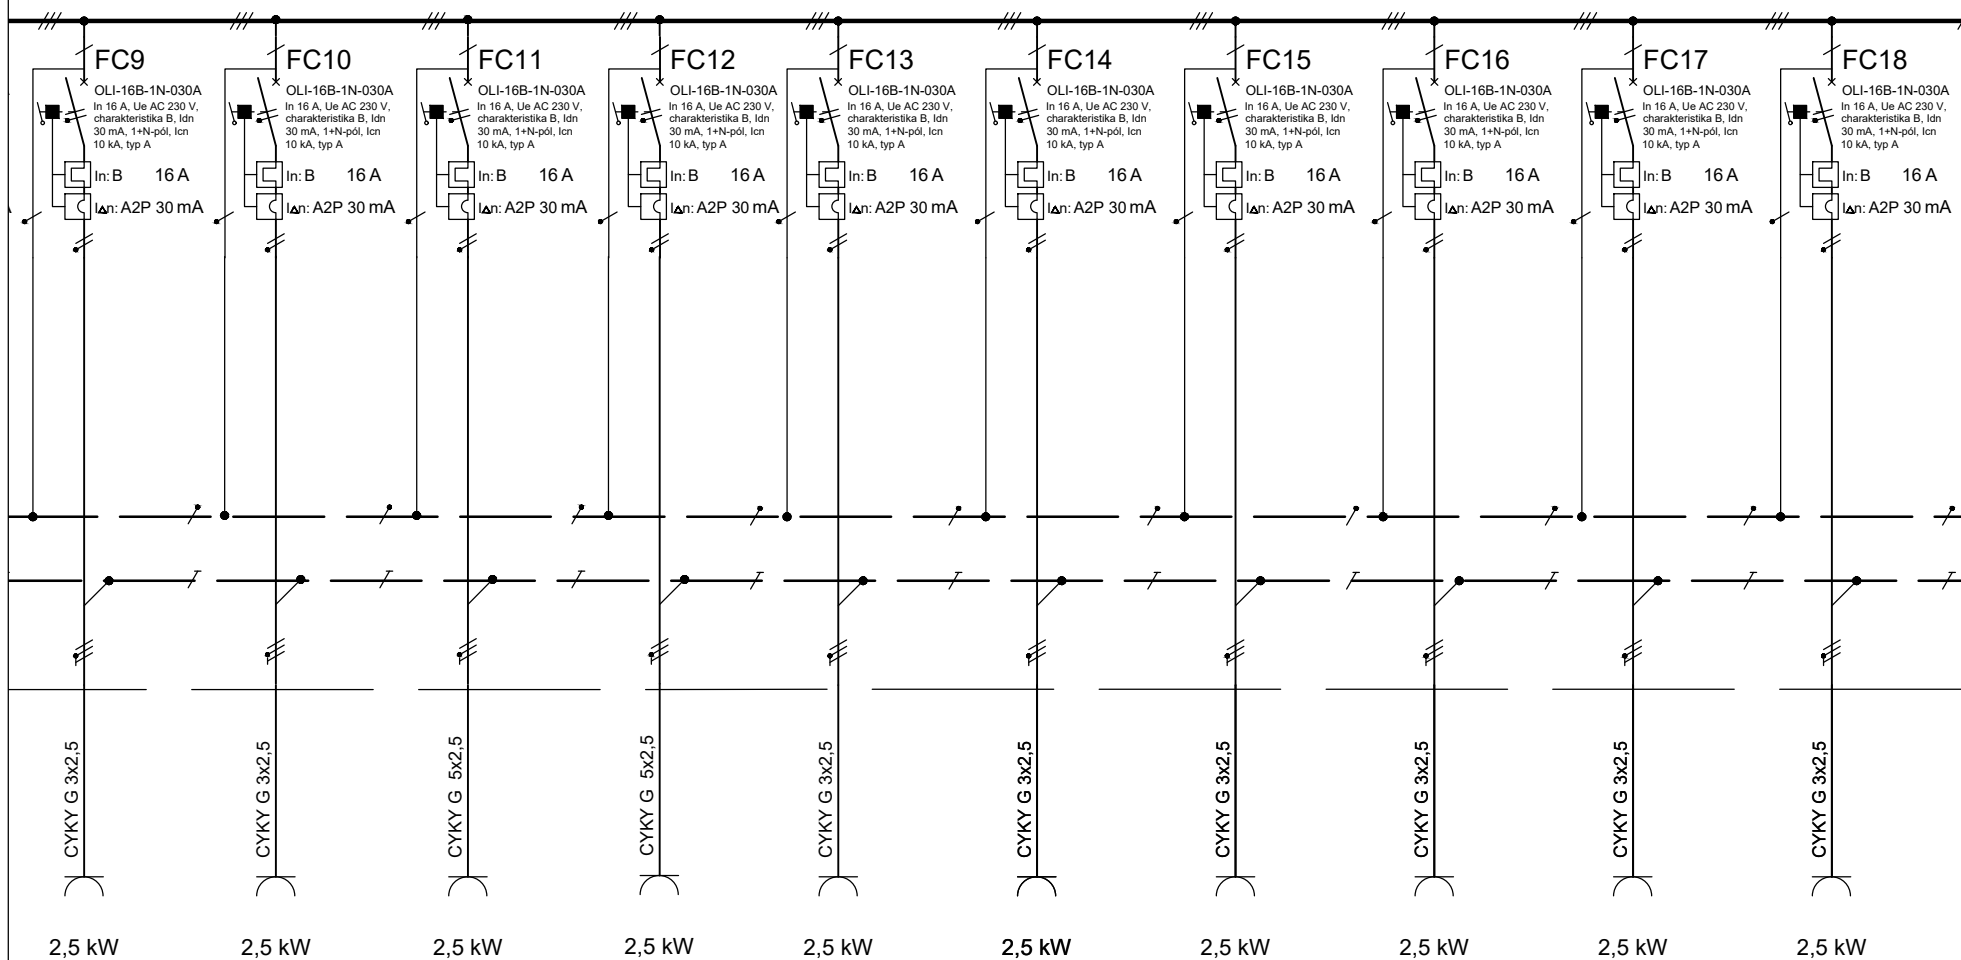 FC9
OLI-16B-1N-030A
In 16 A, Ue AC 230 V,
charakteristika B, Idn
30 mA, 1+N-pól, Icn
10 kA, typ A
In: B 16 A
IΔn: A2P 30 mA
CYKY G 3x2,5
2,5 kW
FC10
OLI-16B-1N-030A
In 16 A, Ue AC 230 V,
charakteristika B, Idn
30 mA, 1+N-pól, Icn
10 kA, typ A
In: B 16 A
IΔn: A2P 30 mA
CYKY G 3x2,5
2,5 kW
FC11
OLI-16B-1N-030A
In 16 A, Ue AC 230 V,
charakteristika B, Idn
30 mA, 1+N-pól, Icn
10 kA, typ A
In: B 16 A
IΔn: A2P 30 mA
CYKY G 5x2,5
2,5 kW
FC12
OLI-16B-1N-030A
In 16 A, Ue AC 230 V,
charakteristika B, Idn
30 mA, 1+N-pól, Icn
10 kA, typ A
In: B 16 A
IΔn: A2P 30 mA
CYKY G 5x2,5
2,5 kW
FC13
OLI-16B-1N-030A
In 16 A, Ue AC 230 V,
charakteristika B, Idn
30 mA, 1+N-pól, Icn
10 kA, typ A
In: B 16 A
IΔn: A2P 30 mA
CYKY G 3x2,5
2,5 kW
FC14
OLI-16B-1N-030A
In 16 A, Ue AC 230 V,
charakteristika B, Idn
30 mA, 1+N-pól, Icn
10 kA, typ A
In: B 16 A
IΔn: A2P 30 mA
CYKY G 3x2,5
2,5 kW
FC15
OLI-16B-1N-030A
In 16 A, Ue AC 230 V,
charakteristika B, Idn
30 mA, 1+N-pól, Icn
10 kA, typ A
In: B 16 A
IΔn: A2P 30 mA
CYKY G 3x2,5
2,5 kW
FC16
OLI-16B-1N-030A
In 16 A, Ue AC 230 V,
charakteristika B, Idn
30 mA, 1+N-pól, Icn
10 kA, typ A
In: B 16 A
IΔn: A2P 30 mA
CYKY G 3x2,5
2,5 kW
FC17
OLI-16B-1N-030A
In 16 A, Ue AC 230 V,
charakteristika B, Idn
30 mA, 1+N-pól, Icn
10 kA, typ A
In: B 16 A
IΔn: A2P 30 mA
CYKY G 3x2,5
2,5 kW
FC18
OLI-16B-1N-030A
In 16 A, Ue AC 230 V,
charakteristika B, Idn
30 mA, 1+N-pól, Icn
10 kA, typ A
In: B 16 A
IΔn: A2P 30 mA
CYKY G 3x2,5
2,5 kW